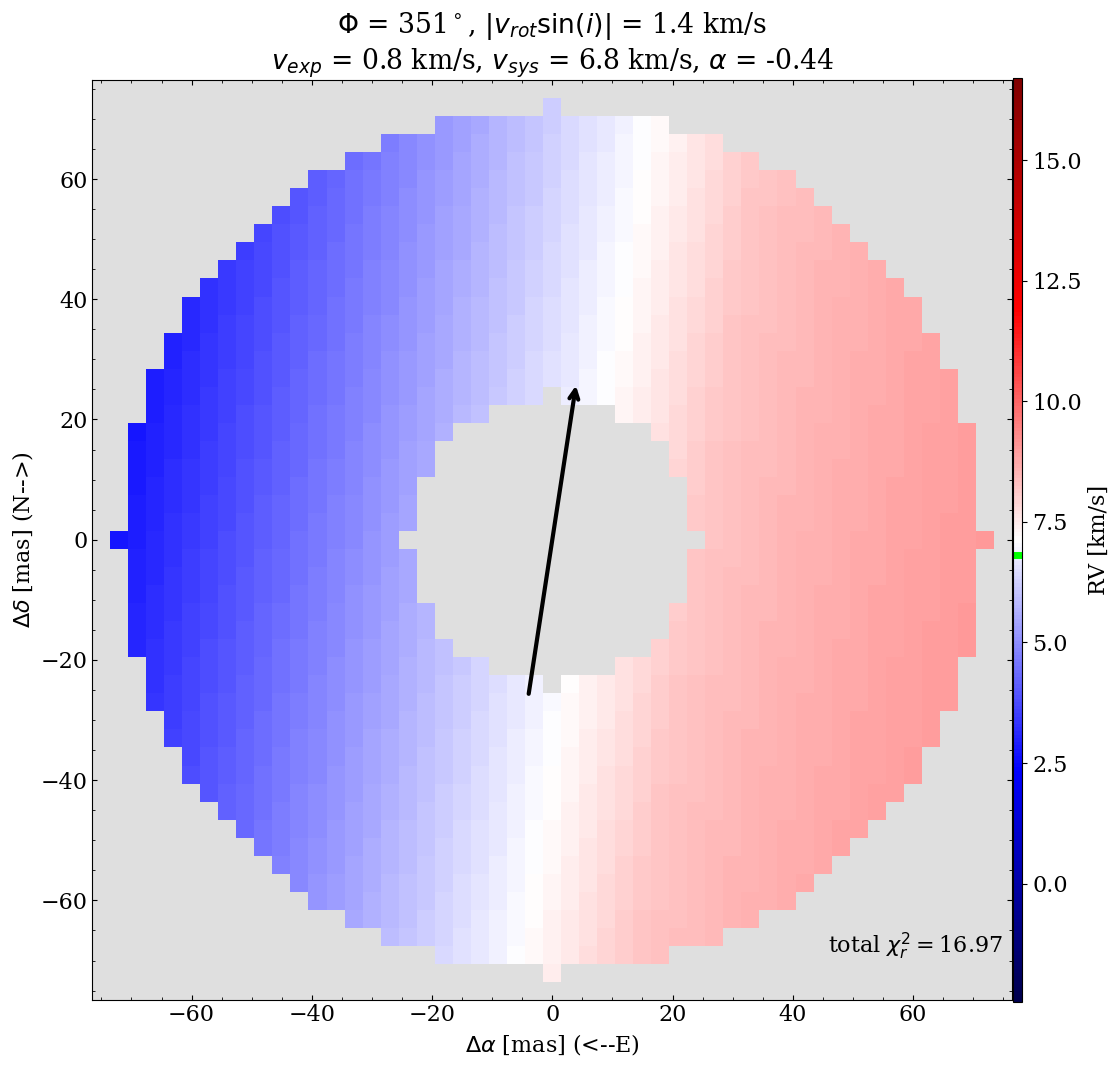 Φ = 351°, |v_rot sin(i)| = 1.4 km/s
v_exp = 0.8 km/s, v_sys = 6.8 km/s, α = -0.44
60
40
20
0
−20
−40
−60
Δδ [mas] (N-->)
−60 −40 −20 0 20 40 60
Δα [mas] (<--E)
total χ²_r = 16.97
15.0
12.5
10.0
7.5
5.0
2.5
0.0
RV [km/s]